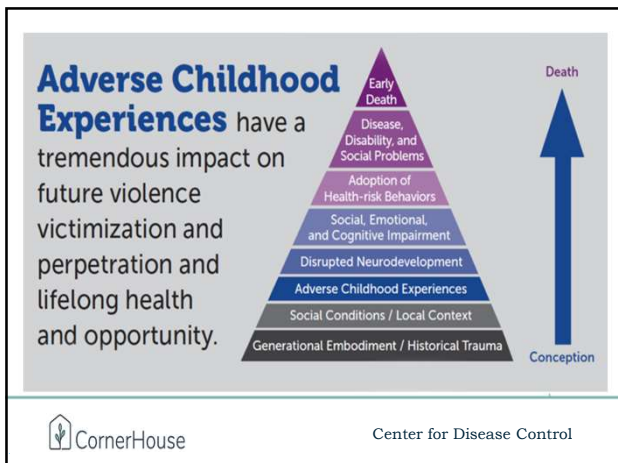 Adverse Childhood
Experiences have a
tremendous impact on
future violence
victimization and
perpetration and
lifelong health
and opportunity.
Early
Death
Disease,
Disability, and
Social Problems
Adoption of
Health-risk Behaviors
Social, Emotional,
and Cognitive Impairment
Disrupted Neurodevelopment
Adverse Childhood Experiences
Social Conditions / Local Context
Generational Embodiment / Historical Trauma
Death
Conception
CornerHouse
Center for Disease Control